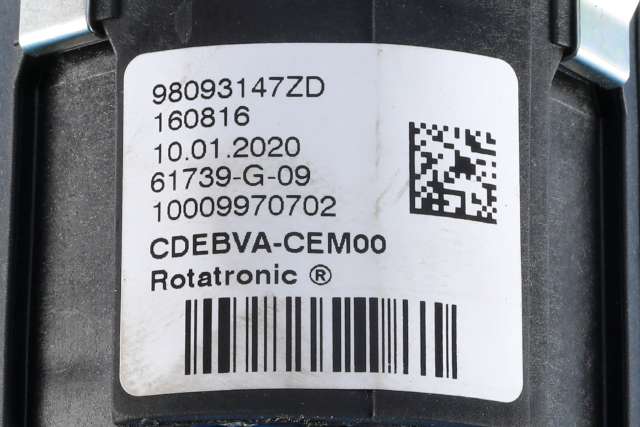 98093147ZD
160816
10.01.2020
61739-G-09
10009970702
CDEBVA-CEM00
Rotatronic ®